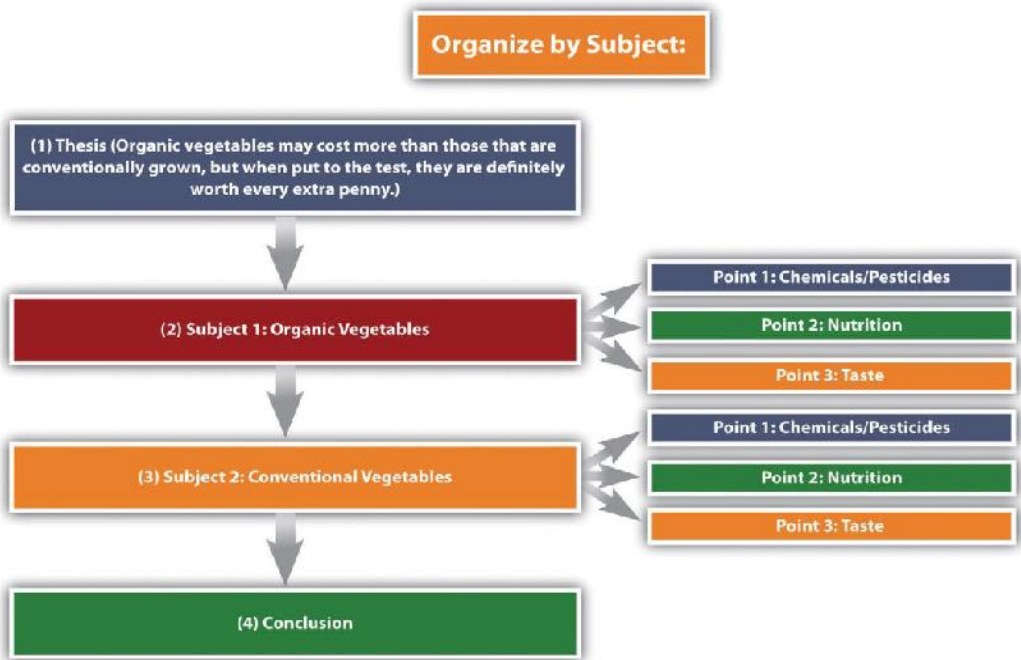 Organize by Subject:
(1) Thesis (Organic vegetables may cost more than those that are
conventionally grown, but when put to the test, they are definitely
worth every extra penny.)
(2) Subject 1: Organic Vegetables
Point 1: Chemicals/Pesticides
Point 2: Nutrition
Point 3: Taste
(3) Subject 2: Conventional Vegetables
Point 1: Chemicals/Pesticides
Point 2: Nutrition
Point 3: Taste
(4) Conclusion